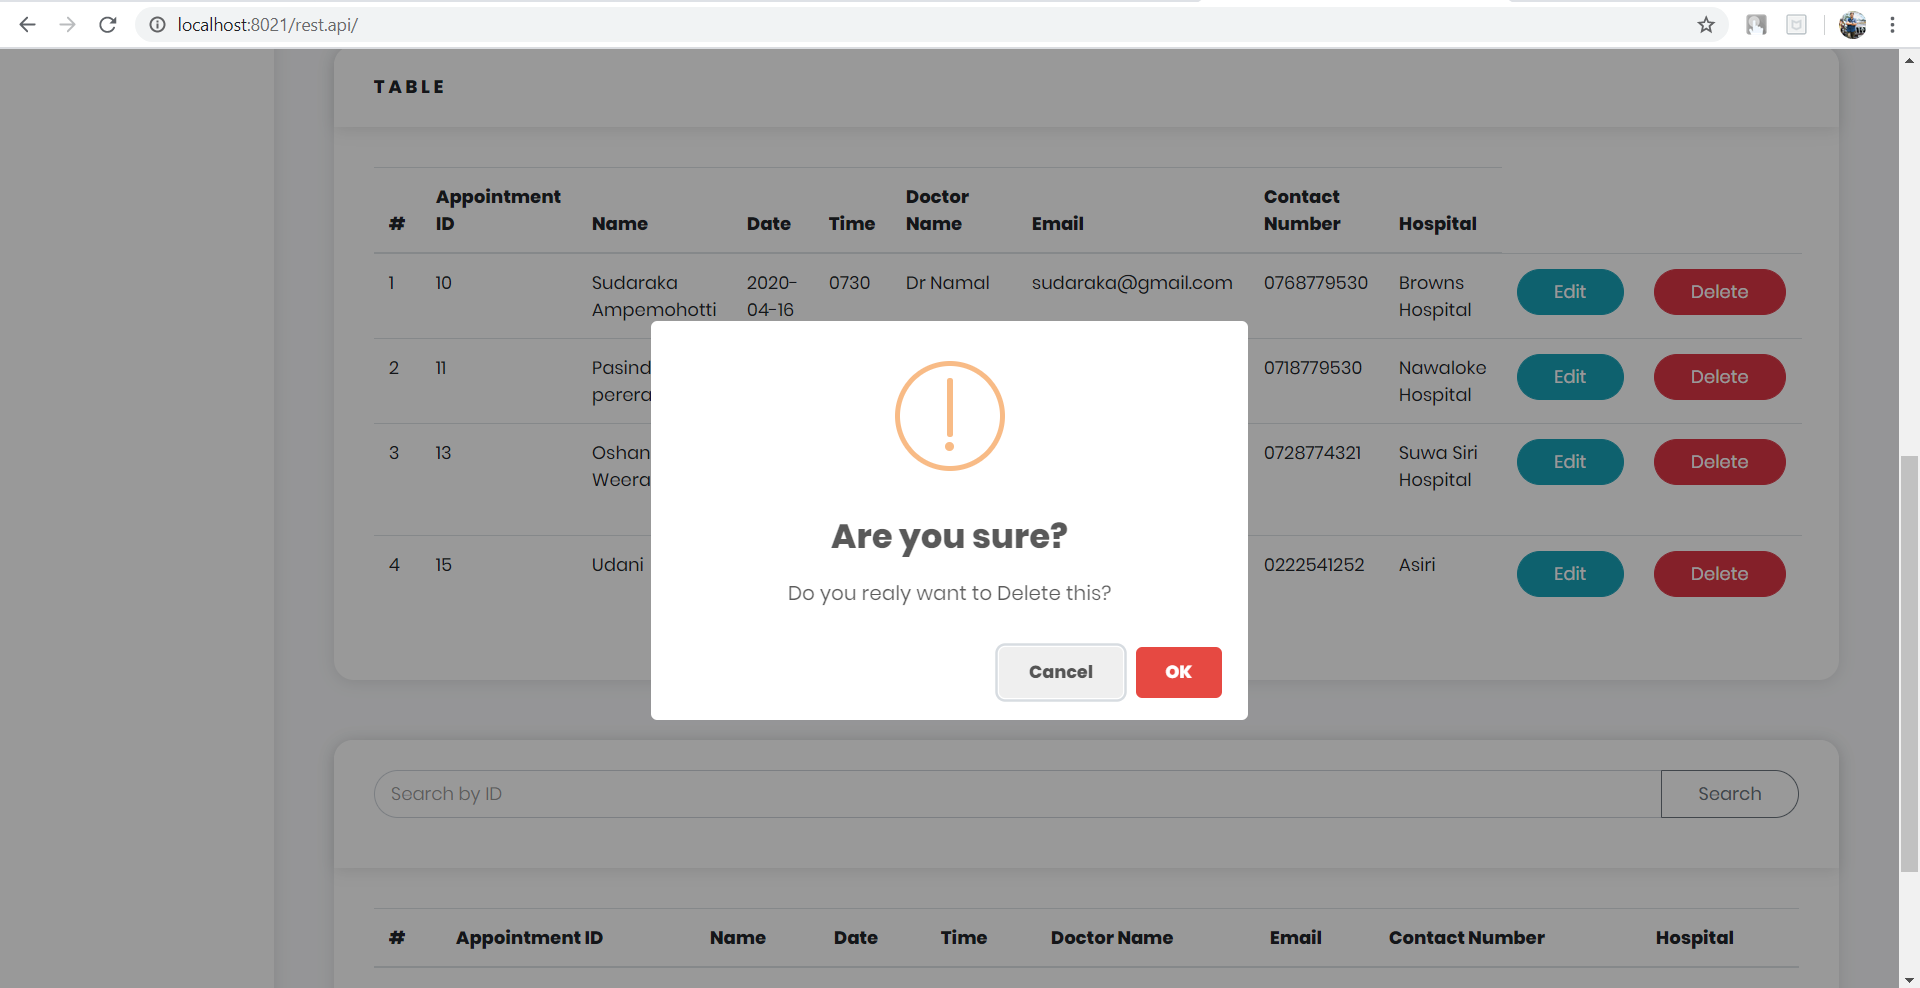 localhost:8021/rest.api/
TABLE
# Appointment ID Name Date Time Doctor Name Email Contact Number Hospital
1 10 Sudaraka Ampemohotti 2020-04-16 0730 Dr Namal sudaraka@gmail.com 0768779530 Browns Hospital Edit Delete
2 11 Pasind perera 0718779530 Nawaloke Hospital Edit Delete
3 13 Oshan Weera 0728774321 Suwa Siri Hospital Edit Delete
4 15 Udani 0222541252 Asiri Edit Delete
Are you sure?
Do you realy want to Delete this?
Cancel OK
Search by ID Search
# Appointment ID Name Date Time Doctor Name Email Contact Number Hospital